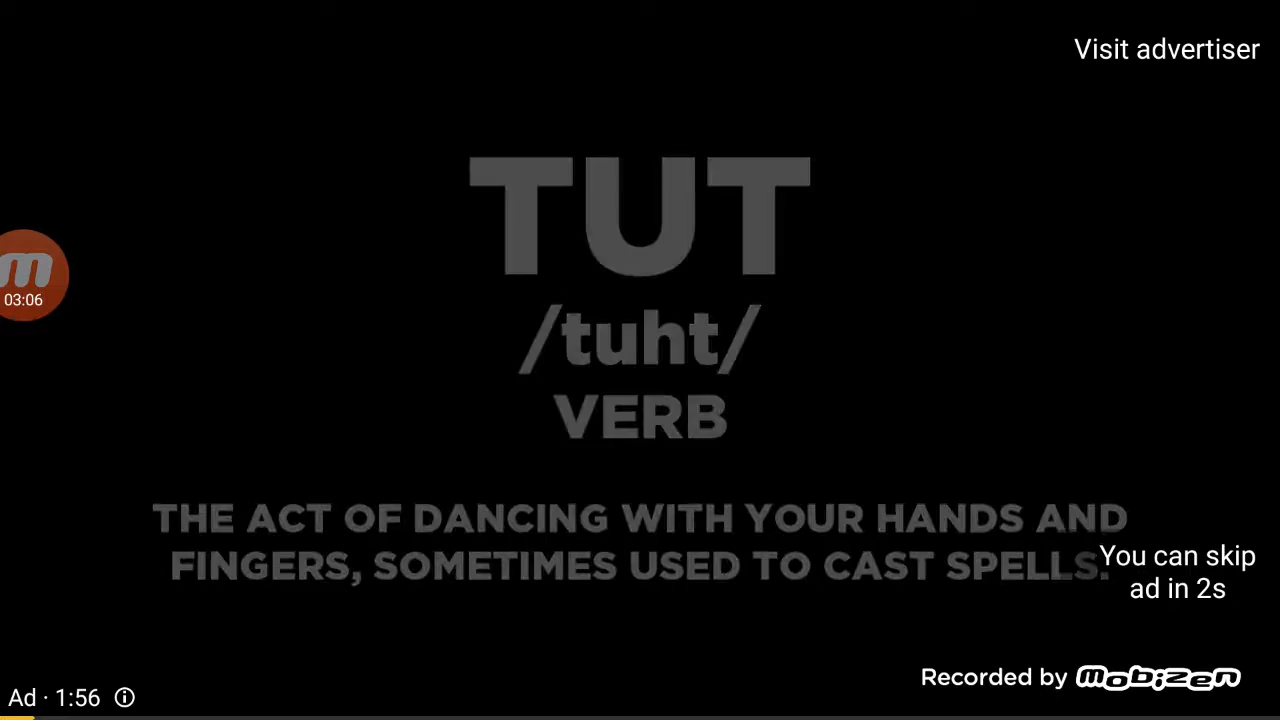 Visit advertiser
TUT
/tuht/
VERB
03:06
THE ACT OF DANCING WITH YOUR HANDS AND
FINGERS, SOMETIMES USED TO CAST SPELLS.
You can skip
ad in 2s
Recorded by mobizen
Ad · 1:56